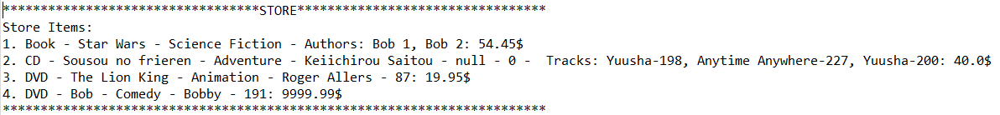 **********************************STORE*********************************
Store Items:
1. Book - Star Wars - Science Fiction - Authors: Bob 1, Bob 2: 54.45$
2. CD - Sousou no frieren - Adventure - Keiichirou Saitou - null - 0 -  Tracks: Yuusha-198, Anytime Anywhere-227, Yuusha-200: 40.0$
3. DVD - The Lion King - Animation - Roger Allers - 87: 19.95$
4. DVD - Bob - Comedy - Bobby - 191: 9999.99$
************************************************************************